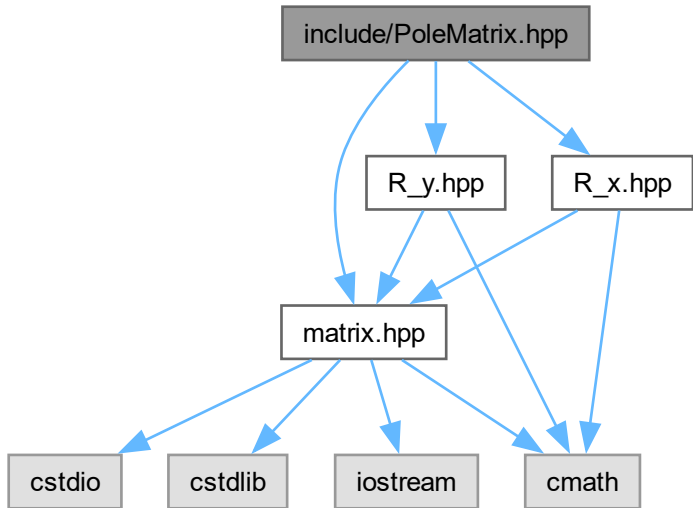 include/PoleMatrix.hpp
R_y.hpp
R_x.hpp
matrix.hpp
cstdio
cstdlib
iostream
cmath